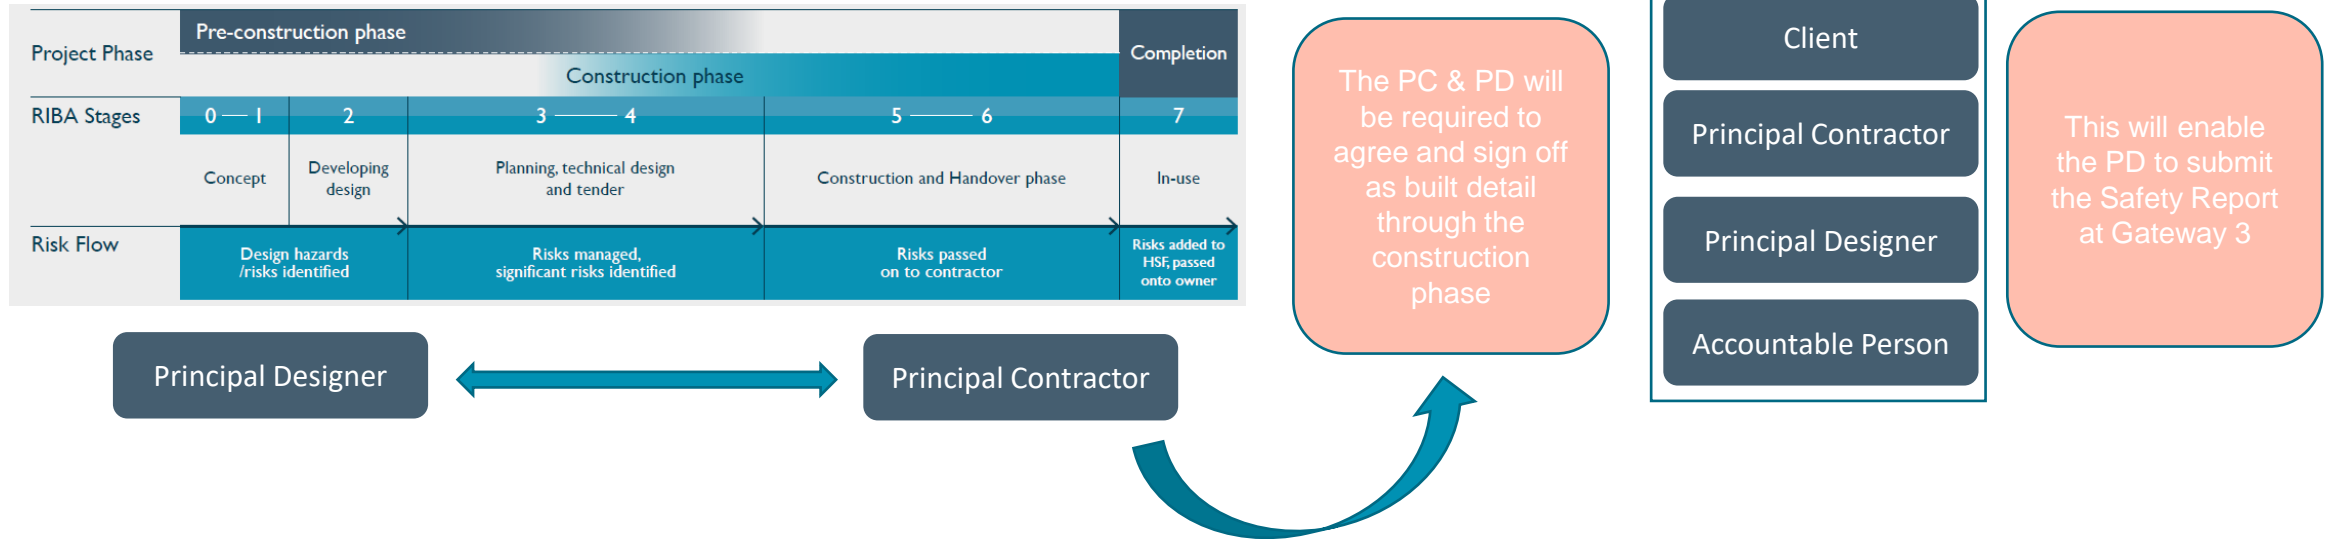 Project Phase
Pre-construction phase
Construction phase
Completion
RIBA Stages
0 — 1
2
3 — 4
5 — 6
7
Concept
Developing
design
Planning, technical design
and tender
Construction and Handover phase
In-use
Risk Flow
Design hazards
/risks identified
Risks managed,
significant risks identified
Risks passed
on to contractor
Risks added to
HSF, passed
onto owner
Principal Designer
Principal Contractor
The PC & PD will
be required to
agree and sign off
as built detail
through the
construction
phase
Client
Principal Contractor
Principal Designer
Accountable Person
This will enable
the PD to submit
the Safety Report
at Gateway 3